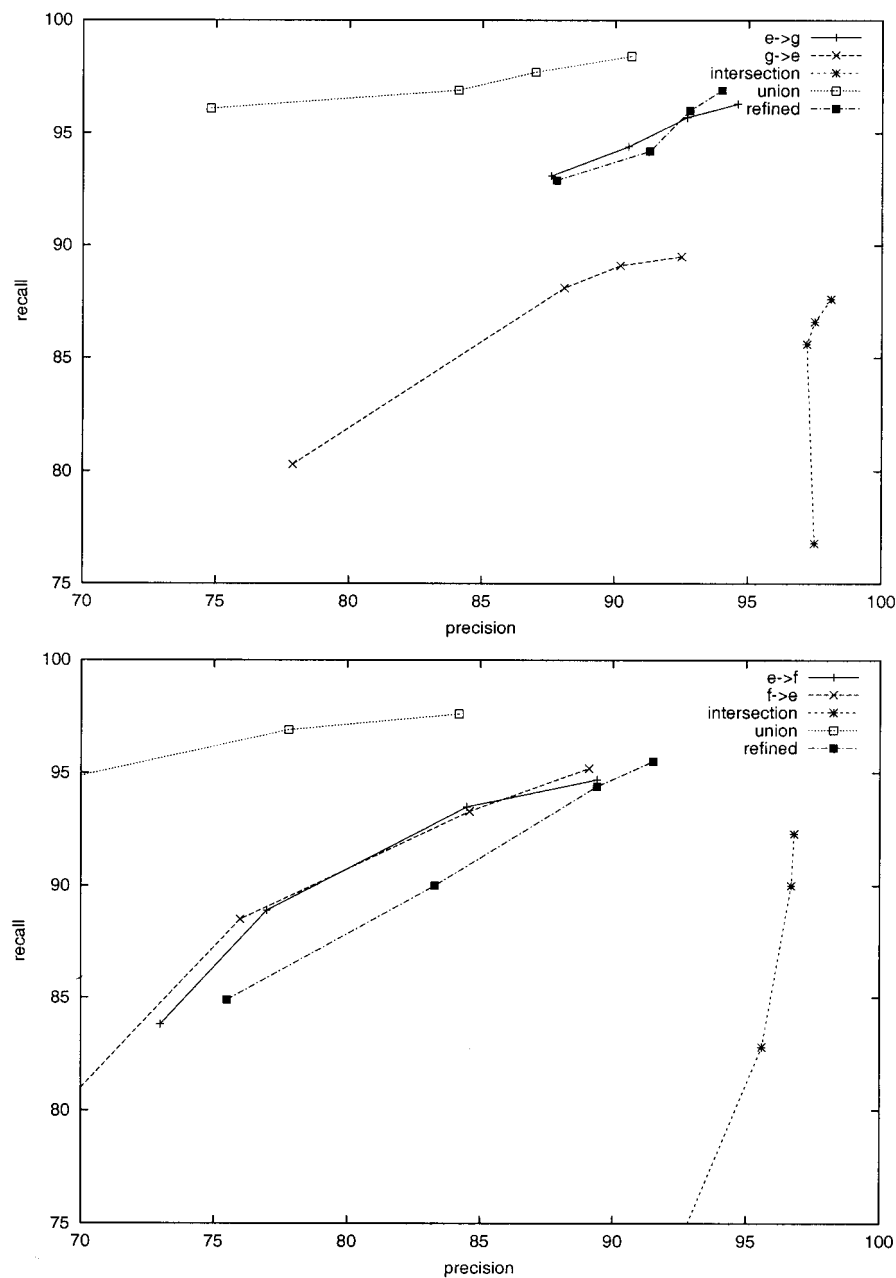 100
95
90
85
80
75
recall
70
75
80
85
90
95
100
precision
e->g
g->e
intersection
union
refined
100
95
90
85
80
75
recall
70
75
80
85
90
95
100
precision
e->f
f->e
intersection
union
refined